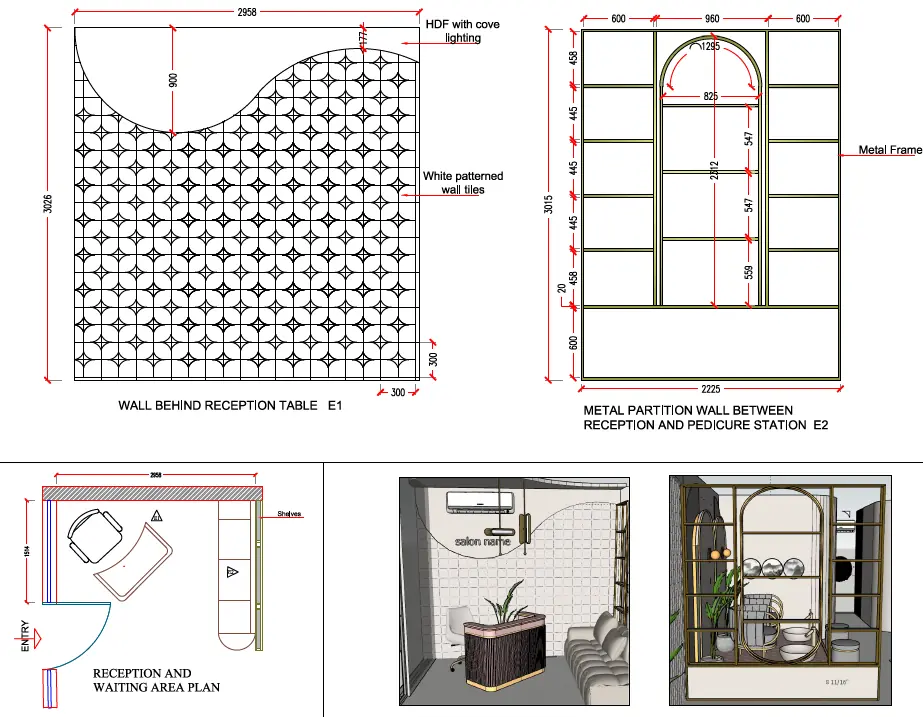 2958
HDF with cove
lighting
177
900
3026
White patterned
wall tiles
300
300
WALL BEHIND RECEPTION TABLE E1
600
960
600
458
445
445
445
458
20
600
3015
1295
825
547
2312
547
559
Metal Frame
2225
METAL PARTITION WALL BETWEEN
RECEPTION AND PEDICURE STATION E2
2958
1514
Shelves
ENTRY
RECEPTION AND
WAITING AREA PLAN
salon name
8 11/16"